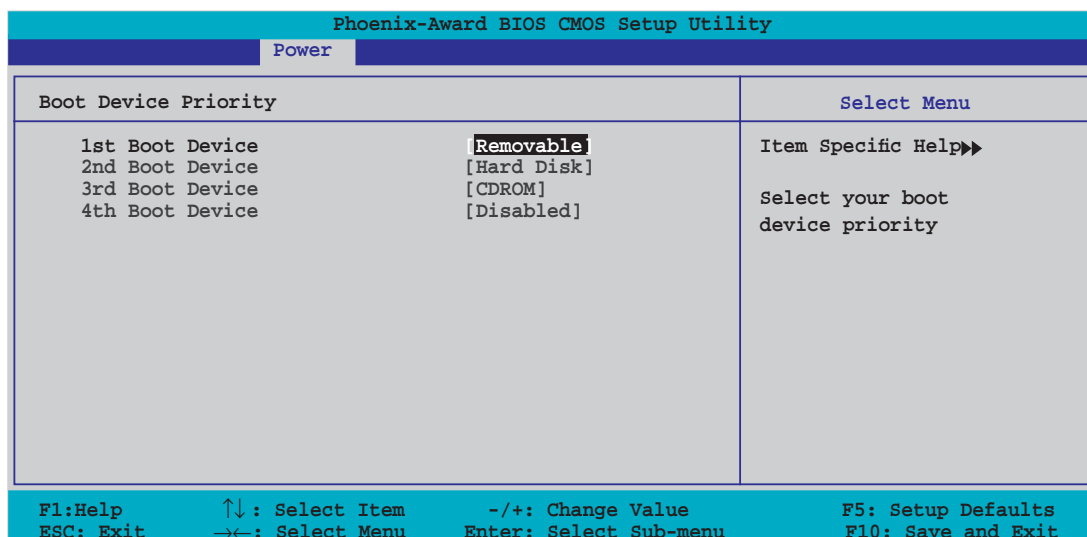 Phoenix-Award BIOS CMOS Setup Utility
Power
Boot Device Priority
Select Menu
1st Boot Device [Removable]
2nd Boot Device [Hard Disk]
3rd Boot Device [CDROM]
4th Boot Device [Disabled]
Item Specific Help▶▶
Select your boot
device priority
F1:Help ↑↓: Select Item -/+: Change Value F5: Setup Defaults
ESC: Exit →←: Select Menu Enter: Select Sub-menu F10: Save and Exit